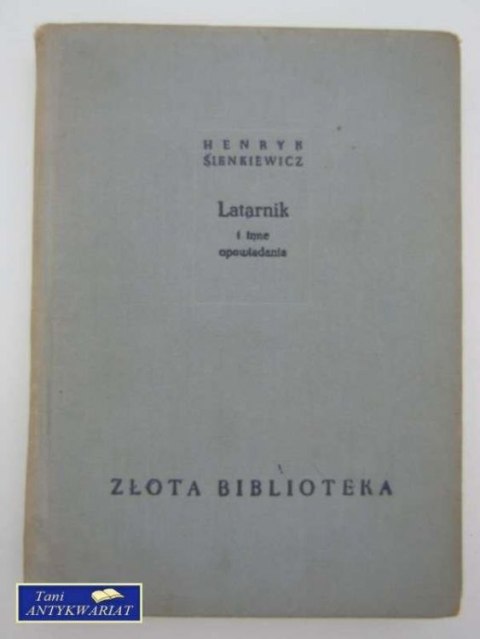 HENRYK
SIENKIEWICZ
Latarnik
i inne
opowiadania
ZŁOTA BIBLIOTEKA
Tani
ANTYKWARIAT